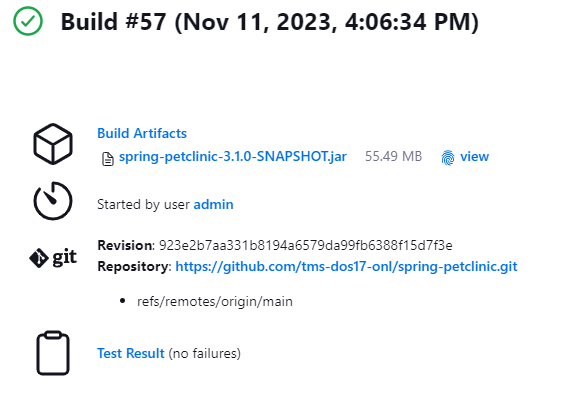 Build #57 (Nov 11, 2023, 4:06:34 PM)
Build Artifacts
spring-petclinic-3.1.0-SNAPSHOT.jar 55.49 MB view
Started by user admin
git
Revision: 923e2b7aa331b8194a6579da99fb6388f15d7f3e
Repository: https://github.com/tms-dos17-onl/spring-petclinic.git
• refs/remotes/origin/main
Test Result (no failures)